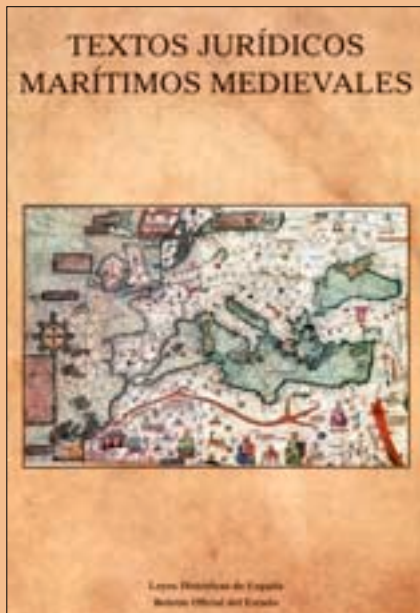 TEXTOS JURÍDICOS
MARÍTIMOS MEDIEVALES
Leyes Históricas de España
Boletín Oficial del Estado